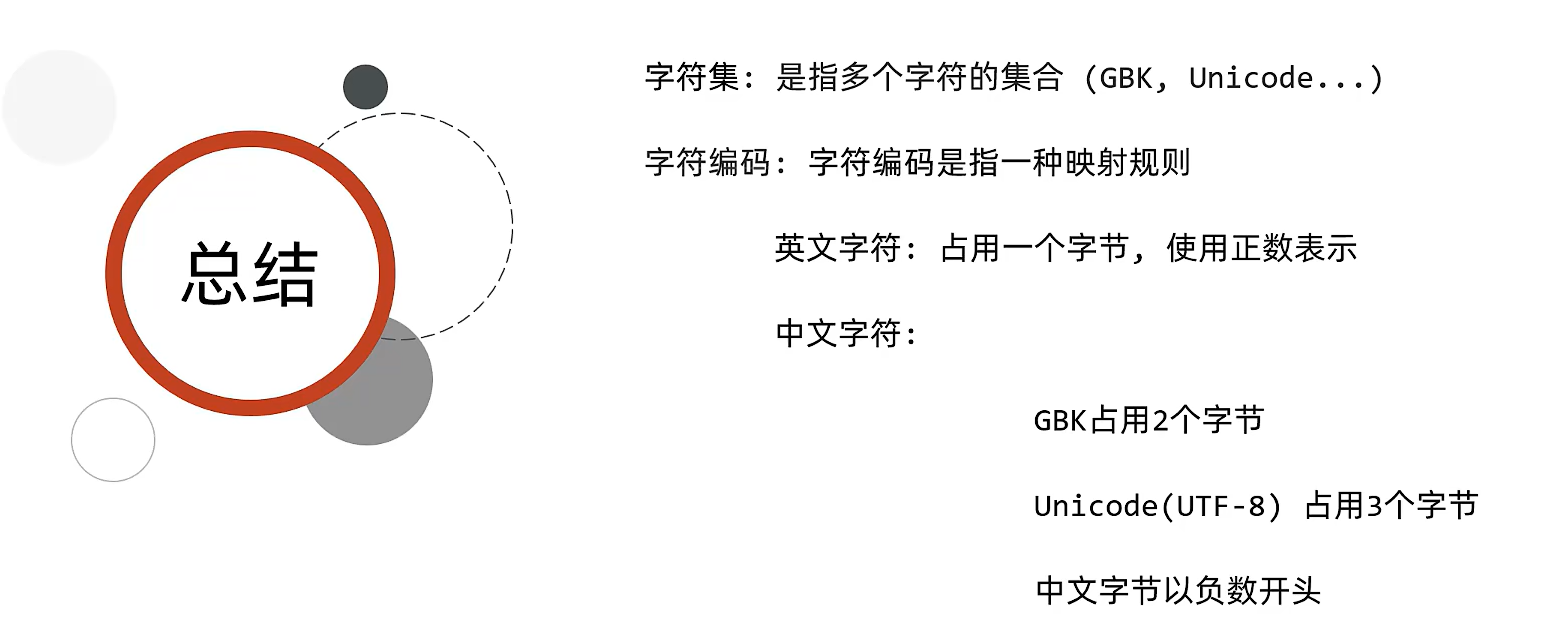 总结
字符集: 是指多个字符的集合 (GBK, Unicode...)
字符编码: 字符编码是指一种映射规则
英文字符: 占用一个字节, 使用正数表示
中文字符:
GBK占用2个字节
Unicode(UTF-8) 占用3个字节
中文字节以负数开头